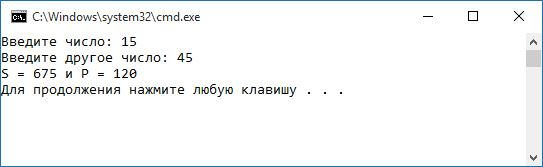 C:\Windows\system32\cmd.exe
Введите число: 15
Введите другое число: 45
S = 675 и P = 120
Для продолжения нажмите любую клавишу . . .